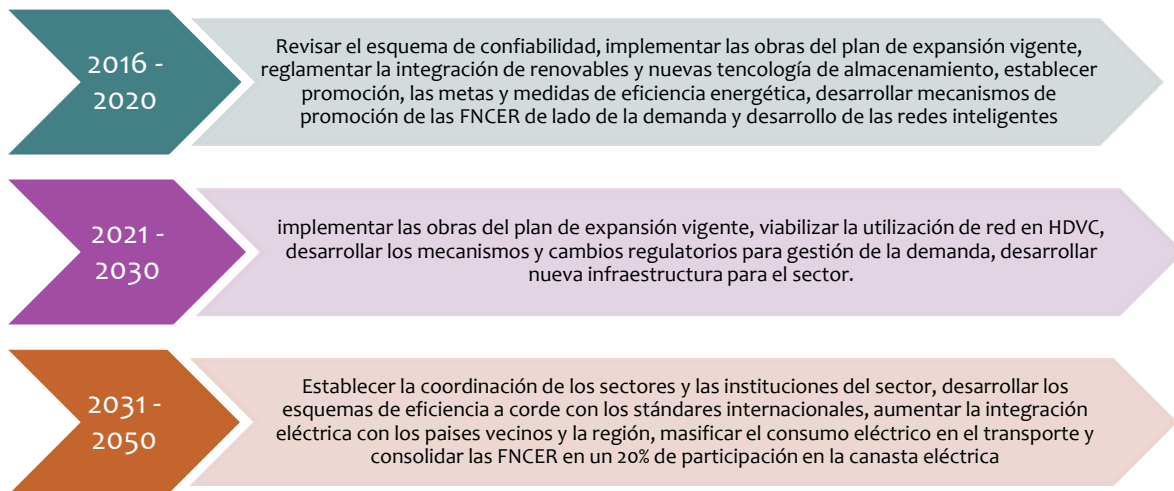 2016 -
2020
Revisar el esquema de confiabilidad, implementar las obras del plan de expansión vigente,
reglamentar la integración de renovables y nuevas tencología de almacenamiento, establecer
promoción, las metas y medidas de eficiencia energética, desarrollar mecanismos de
promoción de las FNCER de lado de la demanda y desarrollo de las redes inteligentes
2021 -
2030
implementar las obras del plan de expansión vigente, viabilizar la utilización de red en HDVC,
desarrollar los mecanismos y cambios regulatorios para gestión de la demanda, desarrollar
nueva infraestructura para el sector.
2031 -
2050
Establecer la coordinación de los sectores y las instituciones del sector, desarrollar los
esquemas de eficiencia a corde con los stándares internacionales, aumentar la integración
eléctrica con los paises vecinos y la región, masificar el consumo eléctrico en el transporte y
consolidar las FNCER en un 20% de participación en la canasta eléctrica